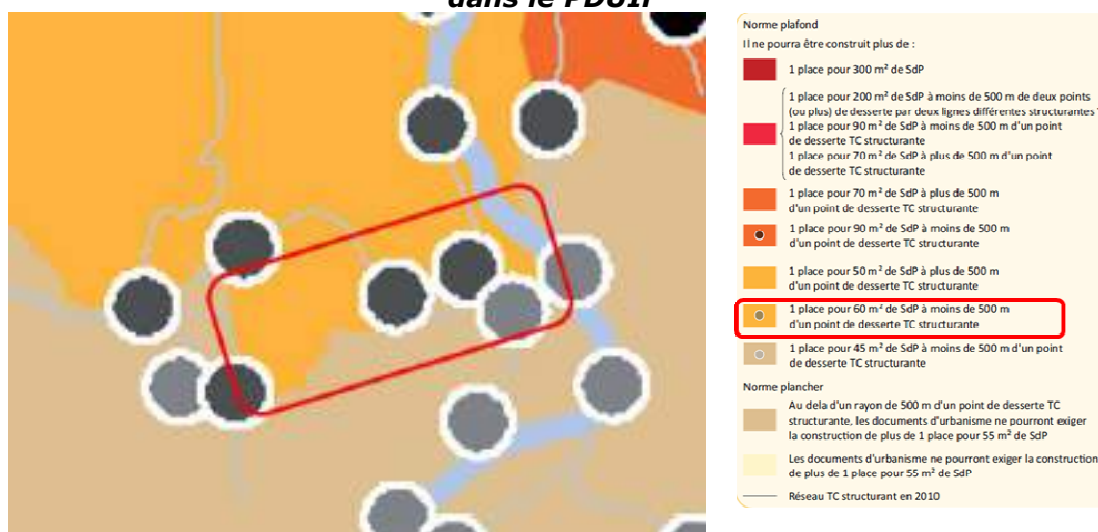 dans le PDUIF
Norme plafond
Il ne pourra être construit plus de :
1 place pour 300 m² de SdP
1 place pour 200 m² de SdP à moins de 500 m de deux points
(ou plus) de desserte par deux lignes différentes structurantes
1 place pour 90 m² de SdP à moins de 500 m d'un point
de desserte TC structurante
1 place pour 70 m² de SdP à plus de 500 m d'un point
de desserte TC structurante
1 place pour 70 m² de SdP à plus de 500 m
d'un point de desserte TC structurante
1 place pour 90 m² de SdP à moins de 500 m
d'un point de desserte TC structurante
1 place pour 50 m² de SdP à plus de 500 m
d'un point de desserte TC structurante
1 place pour 60 m² de SdP à moins de 500 m
d'un point de desserte TC structurante
1 place pour 45 m² de SdP à moins de 500 m d'un point
de desserte TC structurante
Norme plancher
Au dela d'un rayon de 500 m d'un point de desserte TC
structurante, les documents d'urbanisme ne pourront exiger
la construction de plus de 1 place pour 55 m² de SdP
Les documents d'urbanisme ne pourront exiger la construction
de plus de 1 place pour 55 m² de SdP
Réseau TC structurant en 2010